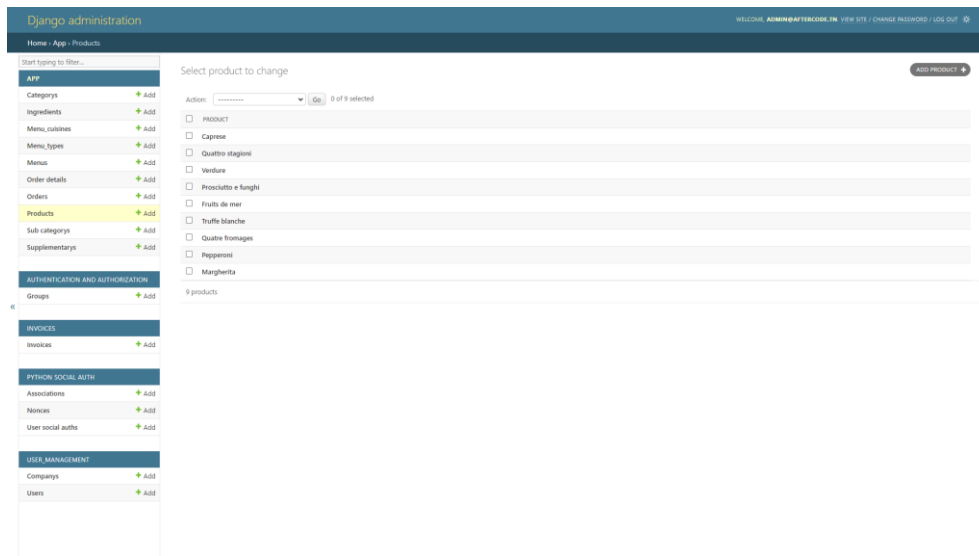 Django administration
WELCOME, ADMIN@AFTERCODE.TN. VIEW SITE / CHANGE PASSWORD / LOG OUT
Home › App › Products
Start typing to filter...
APP
Categorys + Add
Ingredients + Add
Menu_cuisines + Add
Menu_types + Add
Menus + Add
Order details + Add
Orders + Add
Products + Add
Sub categorys + Add
Supplementarys + Add
AUTHENTICATION AND AUTHORIZATION
Groups + Add
INVOICES
Invoices + Add
PYTHON SOCIAL AUTH
Associations + Add
Nonces + Add
User social auths + Add
USER_MANAGEMENT
Companys + Add
Users + Add
«
Select product to change
ADD PRODUCT +
Action: --------- Go 0 of 9 selected
PRODUCT
Caprese
Quattro stagioni
Verdure
Prosciutto e funghi
Fruits de mer
Truffe blanche
Quatre fromages
Pepperoni
Margherita
9 products